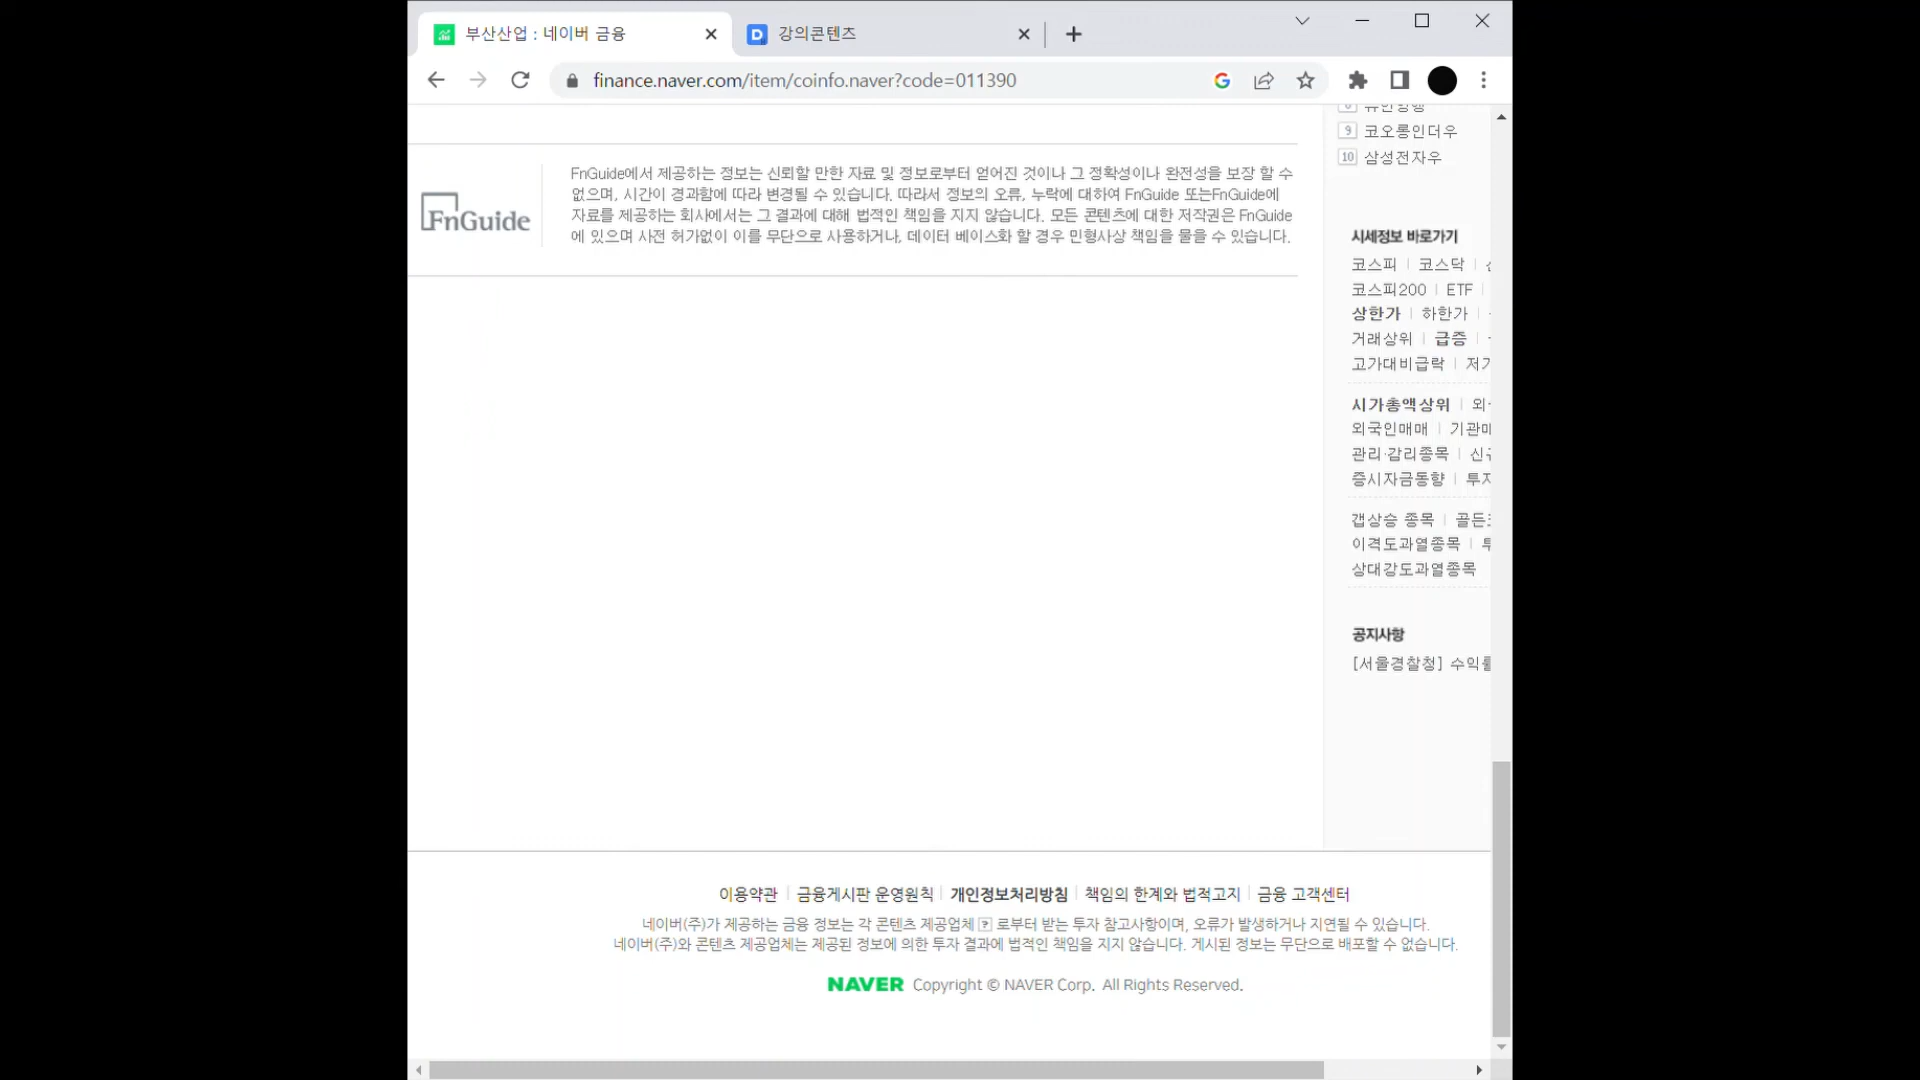 부산산업 : 네이버 금융
강의콘텐츠
finance.naver.com/item/coinfo.naver?code=011390
9 코오롱인더우
10 삼성전자우
FnGuide
FnGuide에서 제공하는 정보는 신뢰할 만한 자료 및 정보로부터 얻어진 것이나 그 정확성이나 완전성을 보장 할 수
없으며, 시간이 경과함에 따라 변경될 수 있습니다. 따라서 정보의 오류, 누락에 대하여 FnGuide 또는FnGuide에
자료를 제공하는 회사에서는 그 결과에 대해 법적인 책임을 지지 않습니다. 모든 콘텐츠에 대한 저작권은 FnGuide
에 있으며 사전 허가없이 이를 무단으로 사용하거나, 데이터 베이스화 할 경우 민형사상 책임을 물을 수 있습니다.
시세정보 바로가기
코스피 | 코스닥 |
코스피200 | ETF |
상한가 | 하한가 |
거래상위 | 급증 |
고가대비급락 | 저가
시가총액상위 |
외국인매매 |
관리·감리종목 |
증시자금동향 | 투자
갭상승 종목 |
이격도과열종목 |
상대강도과열종목
공지사항
[서울경찰청] 수익률
이용약관 | 금융게시판 운영원칙 | 개인정보처리방침 | 책임의 한계와 법적고지 | 금융 고객센터
네이버(주)가 제공하는 금융 정보는 각 콘텐츠 제공업체 ? 로부터 받는 투자 참고사항이며, 오류가 발생하거나 지연될 수 있습니다.
네이버(주)와 콘텐츠 제공업체는 제공된 정보에 의한 투자 결과에 법적인 책임을 지지 않습니다. 게시된 정보는 무단으로 배포할 수 없습니다.
NAVER Copyright © NAVER Corp. All Rights Reserved.